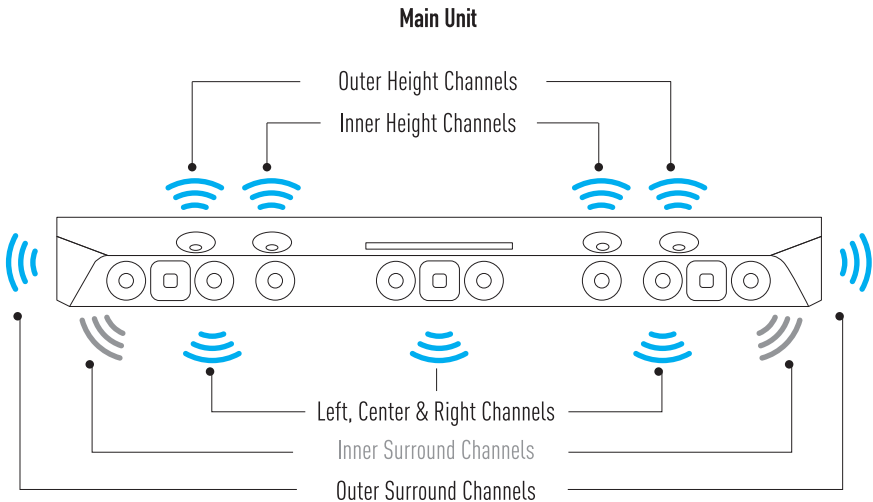 Main Unit
Outer Height Channels
Inner Height Channels
Left, Center & Right Channels
Inner Surround Channels
Outer Surround Channels